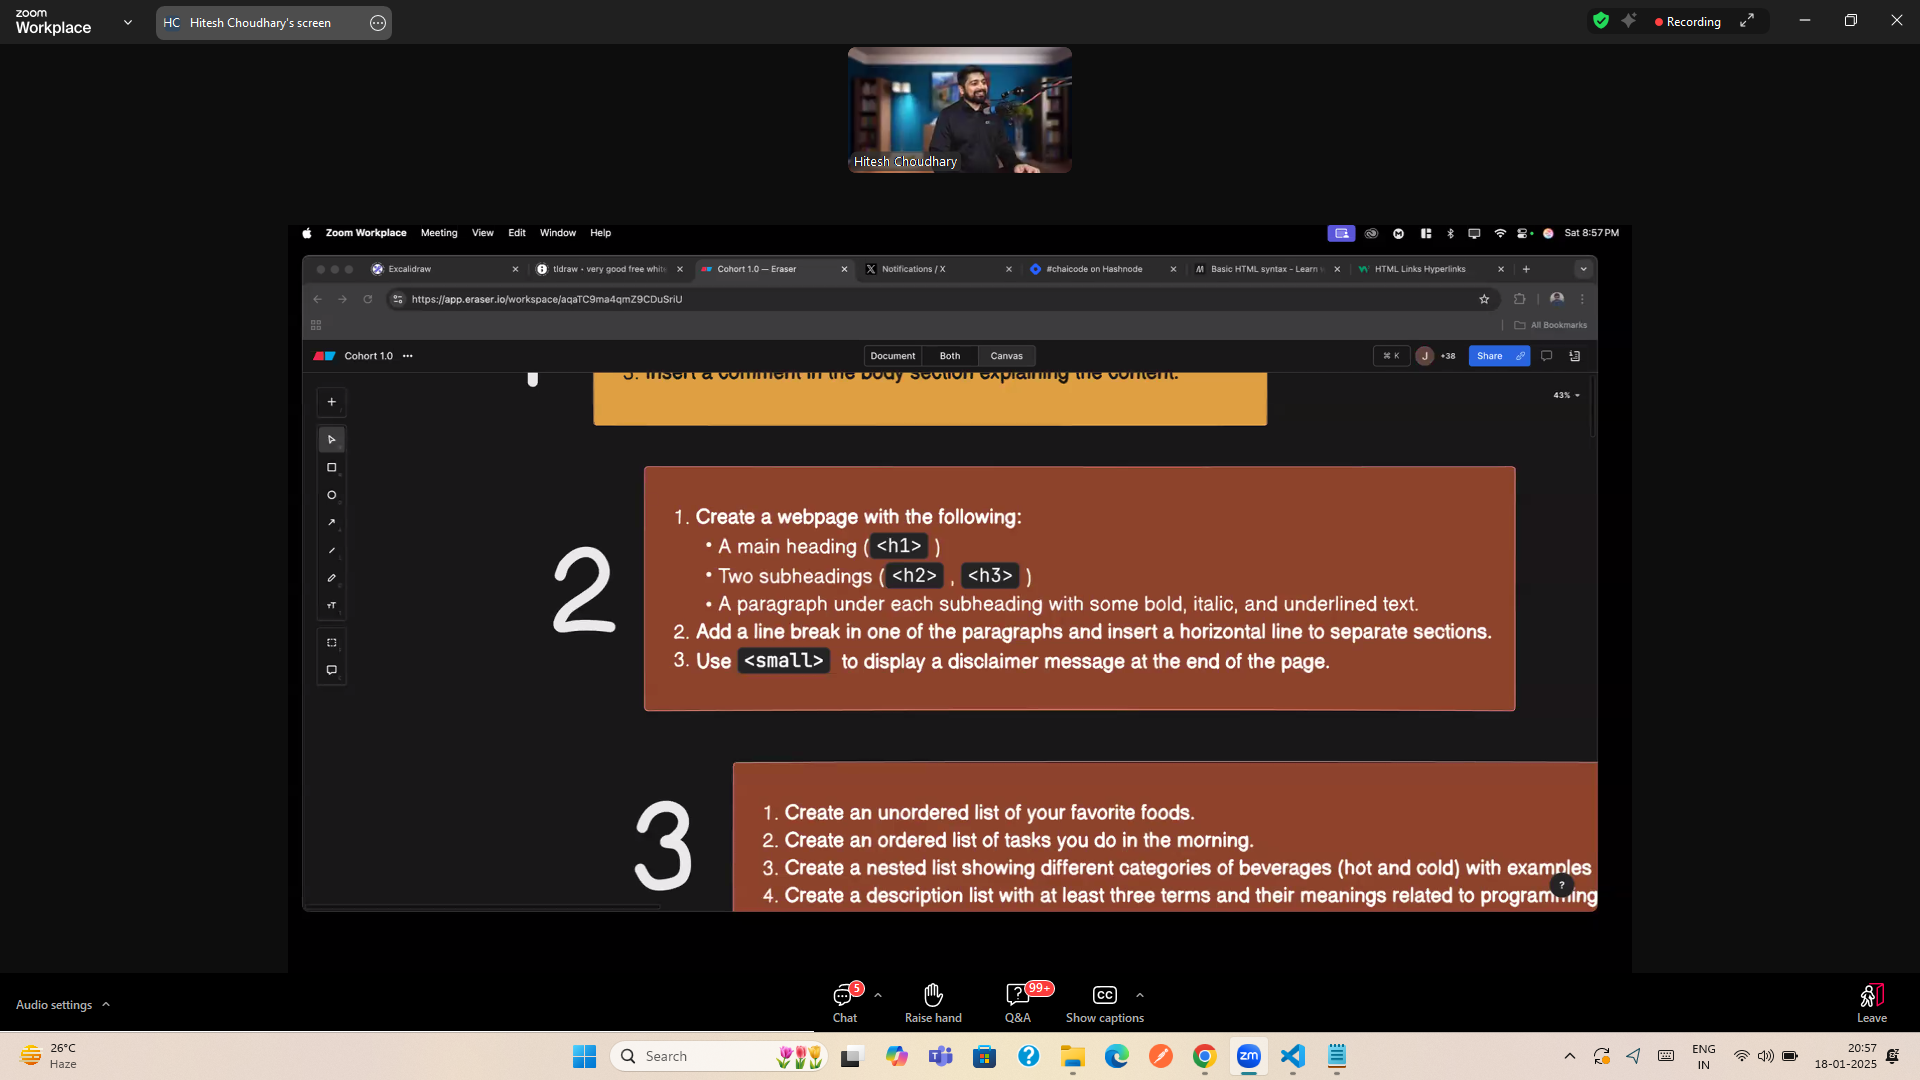 zoom
Workplace
HC Hitesh Choudhary's screen
Recording
Hitesh Choudhary
Zoom Workplace Meeting View Edit Window Help
Sat 8:57 PM
Excalidraw
tldraw • very good free white
Cohort 1.0 — Eraser
Notifications / X
#chaicode on Hashnode
Basic HTML syntax - Learn
HTML Links Hyperlinks
https://app.eraser.io/workspace/aqaTC9ma4qmZ9CDuSriU
All Bookmarks
Cohort 1.0
Document Both Canvas
⌘ K
J +38
Share
43%
3. Insert a comment in the body section explaining the content.
2
1. Create a webpage with the following:
• A main heading ( <h1> )
• Two subheadings ( <h2> , <h3> )
• A paragraph under each subheading with some bold, italic, and underlined text.
2. Add a line break in one of the paragraphs and insert a horizontal line to separate sections.
3. Use <small> to display a disclaimer message at the end of the page.
3
1. Create an unordered list of your favorite foods.
2. Create an ordered list of tasks you do in the morning.
3. Create a nested list showing different categories of beverages (hot and cold) with examples
4. Create a description list with at least three terms and their meanings related to programming
?
Audio settings
5
Chat
Raise hand
99+
Q&A
CC
Show captions
Leave
26°C
Haze
Search
zm
ENG
IN
20:57
18-01-2025